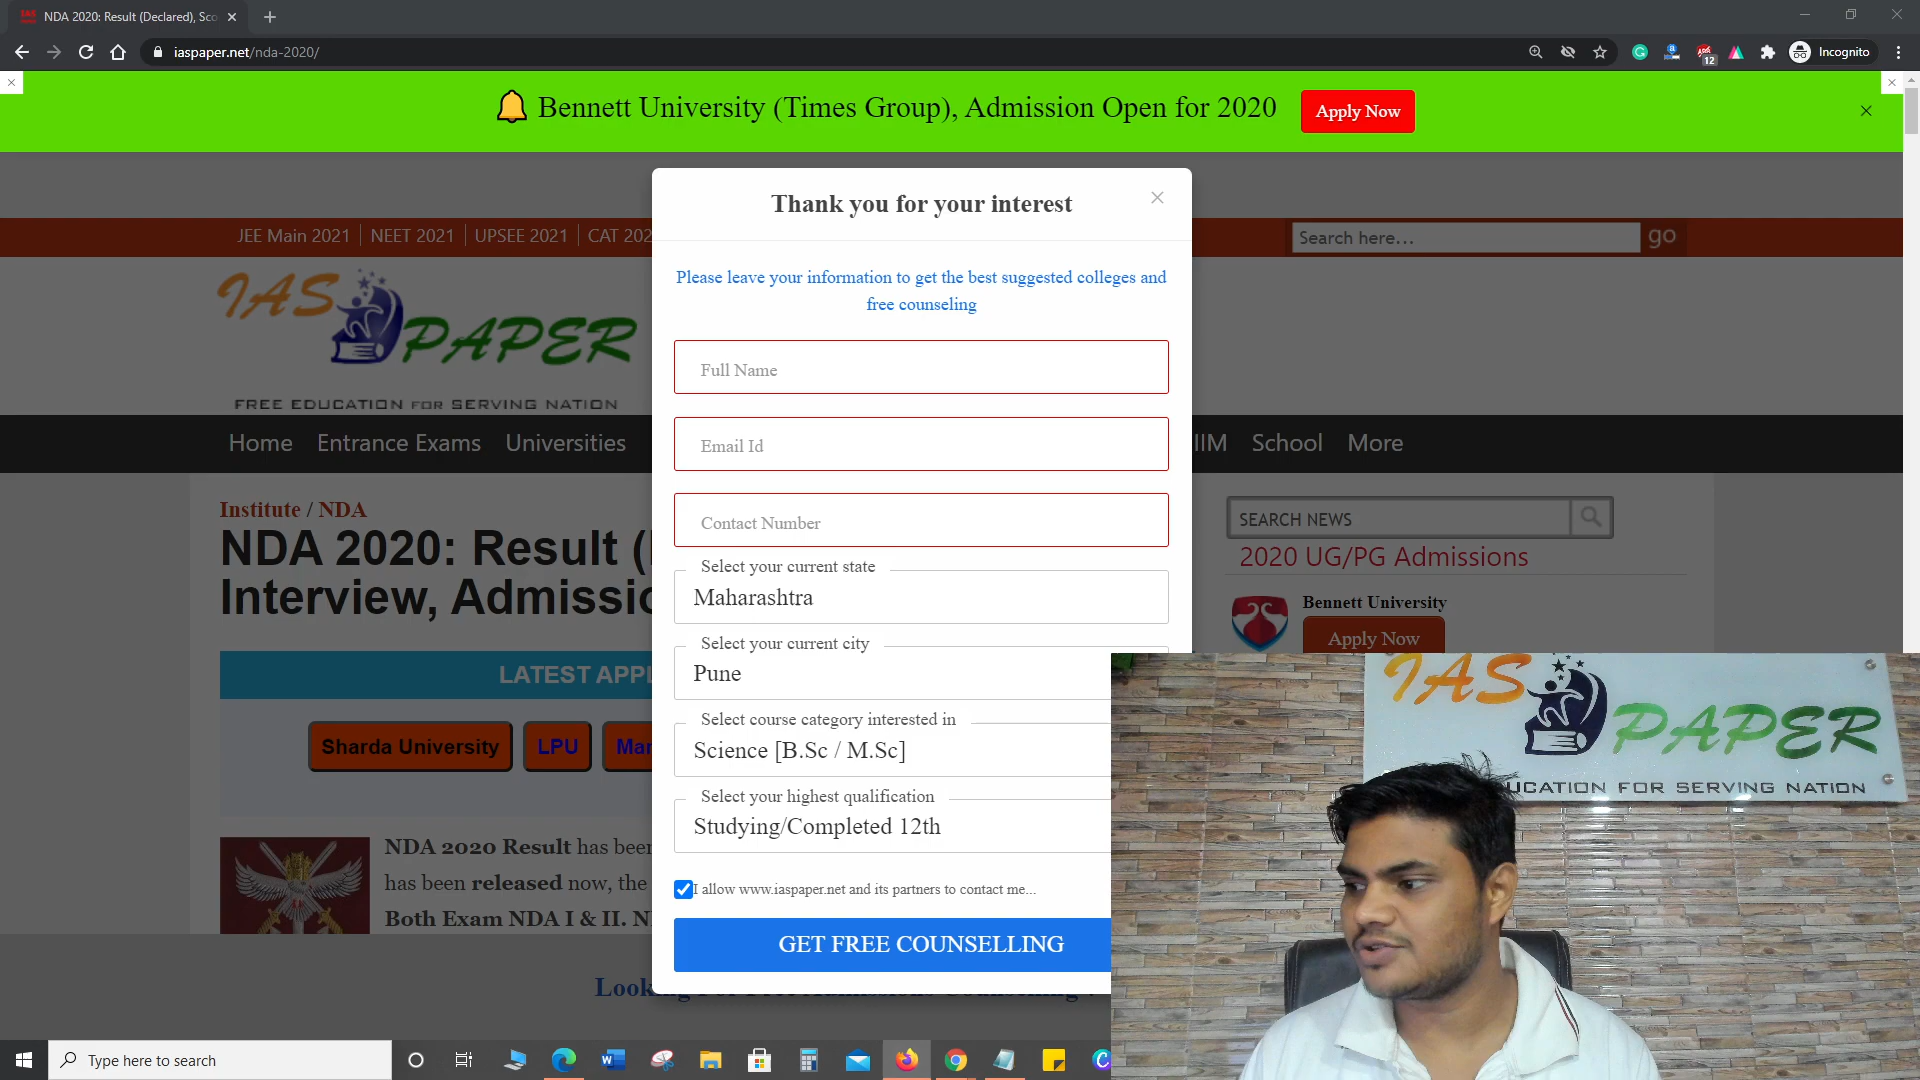 NDA 2020: Result (Declared), Sco
iaspaper.net/nda-2020/
12
Incognito
Bennett University (Times Group), Admission Open for 2020
Apply Now
Thank you for your interest
JEE Main 2021
NEET 2021
UPSEE 2021
CAT 202
Search here...
go
Please leave your information to get the best suggested colleges and
free counseling
IAS
PAPER
FREE EDUCATION FOR SERVING NATION
Full Name
Email Id
Contact Number
Home
Entrance Exams
Universities
IIM
School
More
Institute / NDA
NDA 2020: Result (
Interview, Admissio
SEARCH NEWS
2020 UG/PG Admissions
Bennett University
Apply Now
Select your current state
Maharashtra
Select your current city
Pune
Select course category interested in
Science [B.Sc / M.Sc]
Select your highest qualification
Studying/Completed 12th
I allow www.iaspaper.net and its partners to contact me...
GET FREE COUNSELLING
LATEST APPL
Sharda University
LPU
Mar
NDA 2020 Result has been
has been released now, the
Both Exam NDA I & II. N
IAS
PAPER
UCATION FOR SERVING NATION
Type here to search